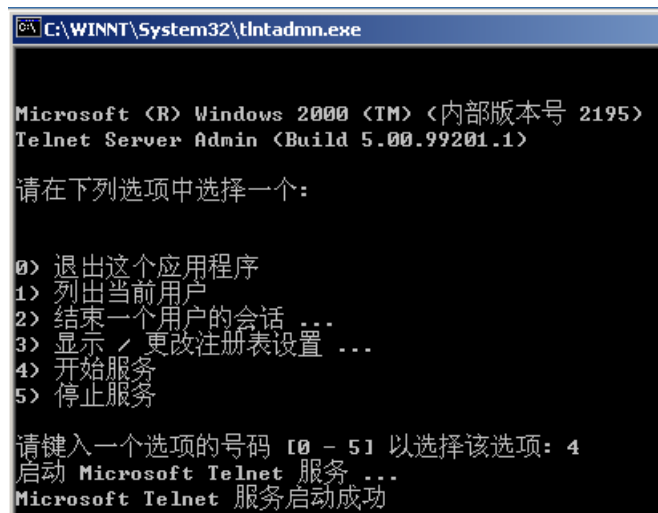 C:\WINNT\System32\tlntadmn.exe
Microsoft (R) Windows 2000 (TM) (内部版本号 2195)
Telnet Server Admin (Build 5.00.99201.1)
请在下列选项中选择一个:
0) 退出这个应用程序
1) 列出当前用户
2) 结束一个用户的会话 ...
3) 显示 / 更改注册表设置 ...
4) 开始服务
5) 停止服务
请键入一个选项的号码 [0 - 5] 以选择该选项: 4
启动 Microsoft Telnet 服务 ...
Microsoft Telnet 服务启动成功